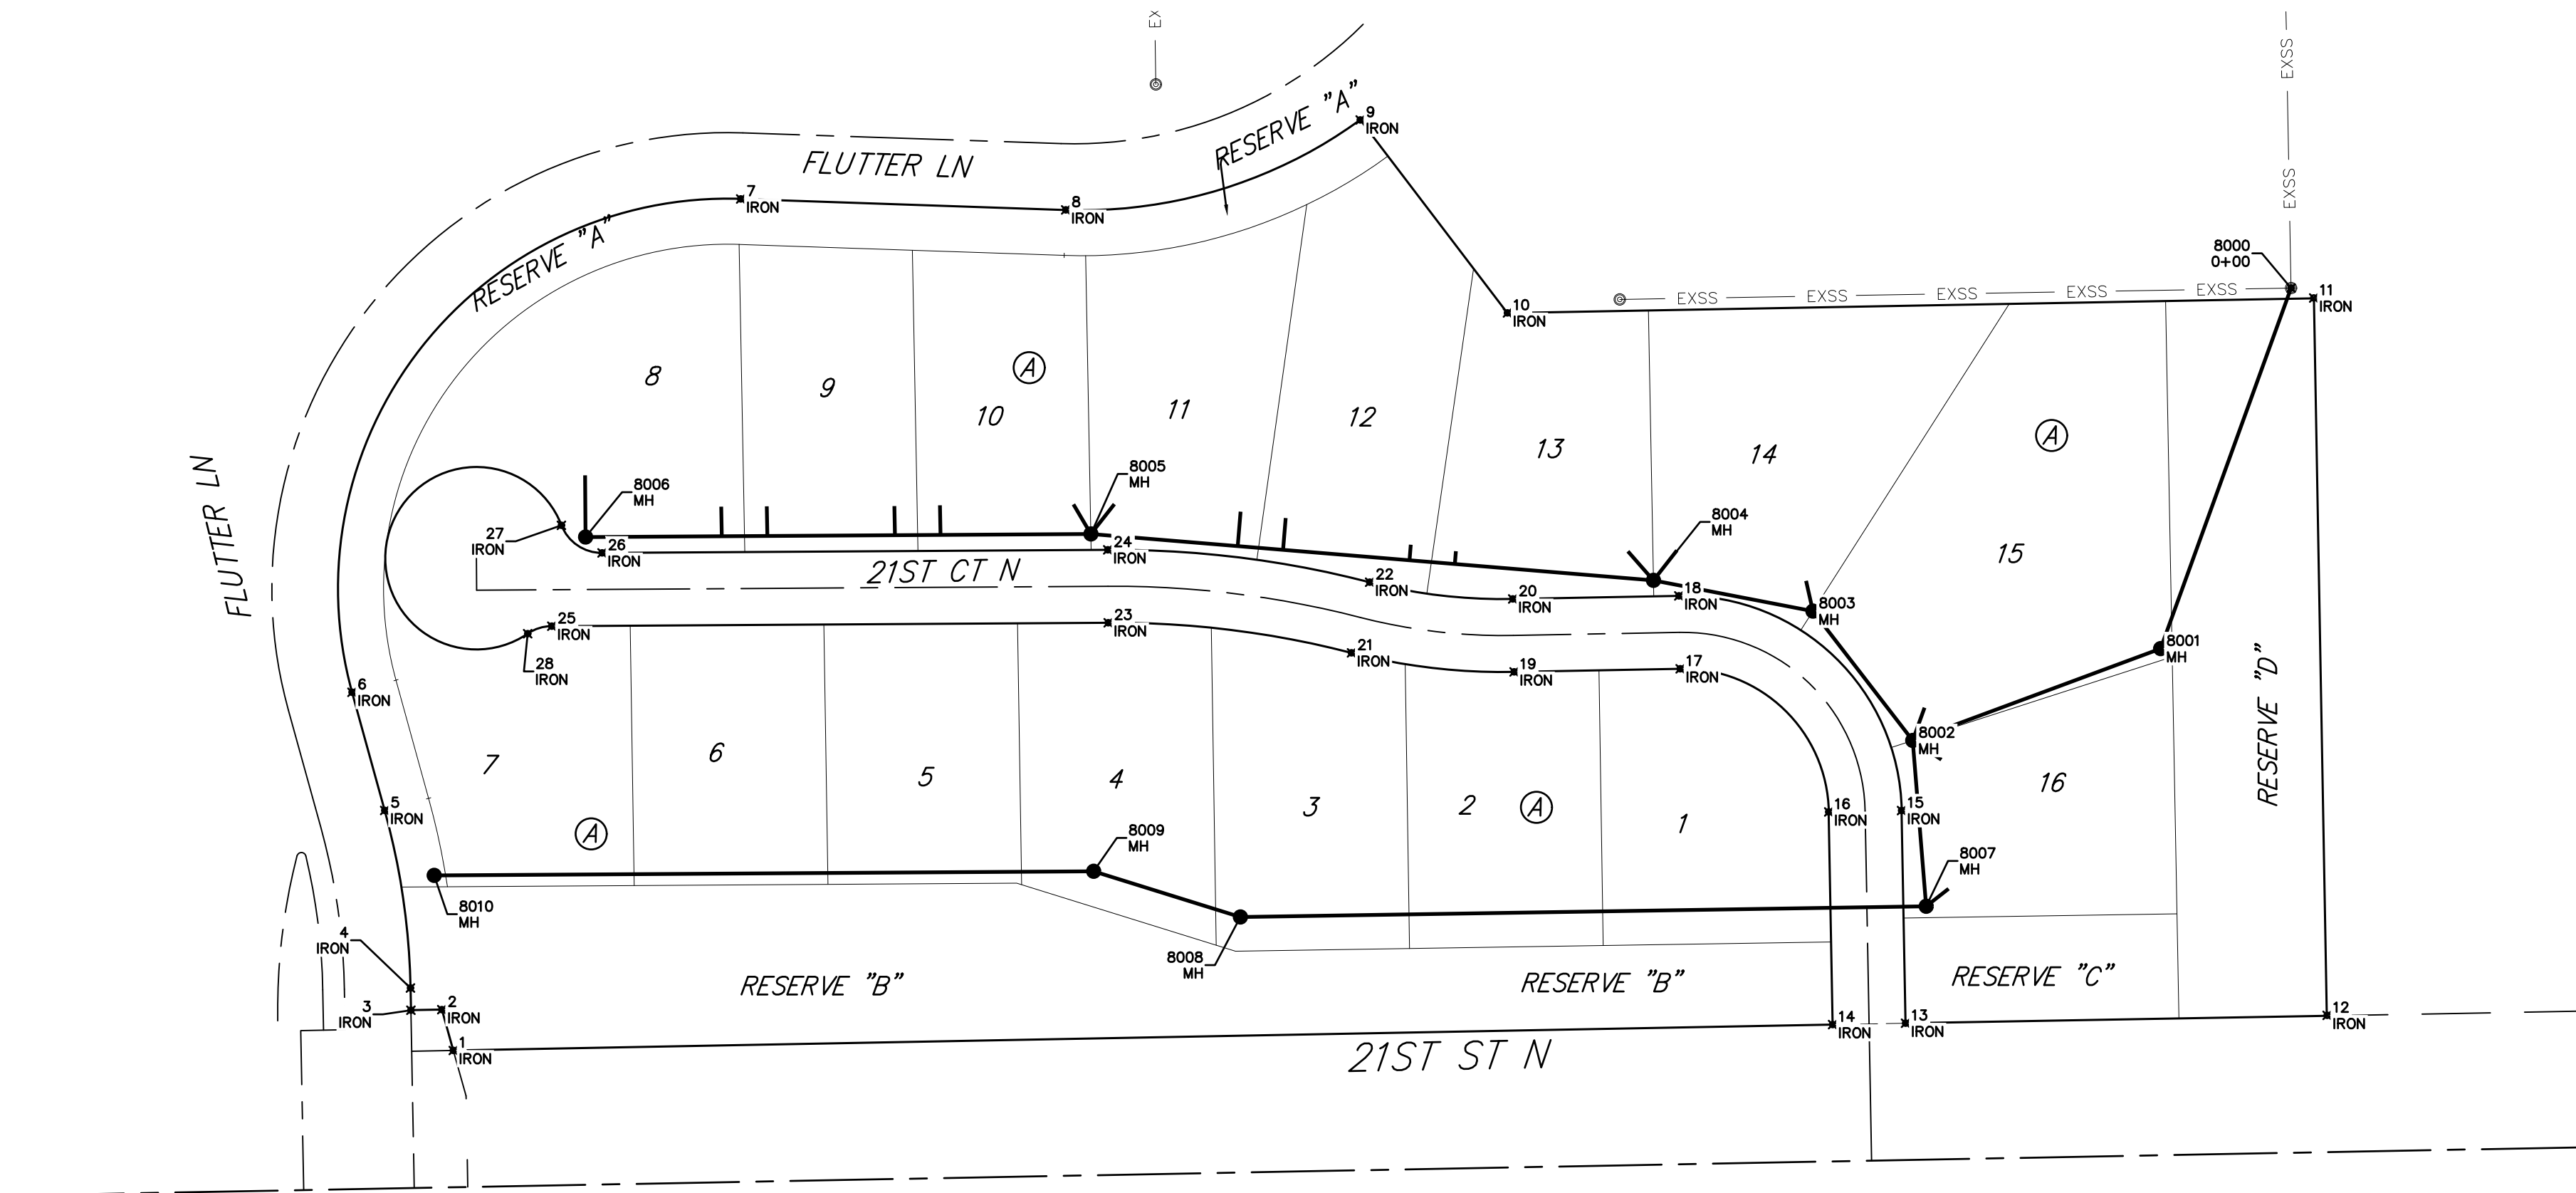 EX
EXSS
EXSS
RESERVE "A"
9
IRON
FLUTTER LN
7
IRON
8
IRON
RESERVE "A"
8000
0+00
EXSS
EXSS
EXSS
EXSS
EXSS
11
IRON
10
IRON
8
9
A
10
11
12
13
14
A
15
FLUTTER LN
8006
MH
8005
MH
8004
MH
27
IRON
26
IRON
24
IRON
21ST CT N
22
IRON
20
IRON
18
IRON
8003
MH
8001
MH
25
IRON
23
IRON
28
IRON
21
IRON
19
IRON
17
IRON
6
IRON
8002
MH
RESERVE "D"
7
6
5
4
3
2
A
1
16
5
IRON
16
IRON
15
IRON
A
8009
MH
8007
MH
8010
MH
4
IRON
8008
MH
RESERVE "B"
RESERVE "B"
RESERVE "C"
3
IRON
2
IRON
1
IRON
14
IRON
13
IRON
12
IRON
21ST ST N